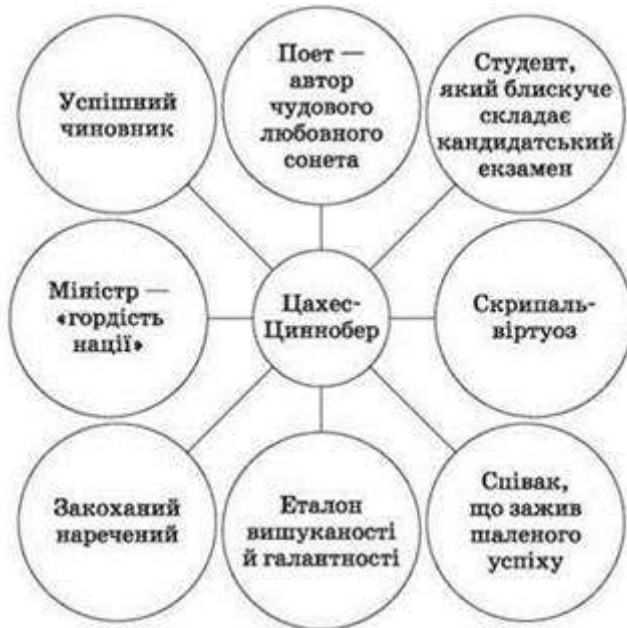 Успішний
чиновник
Поет —
автор
чудового
любовного
сонета
Студент,
який блискуче
складає
кандидатський
екзамен
Міністр —
«гордість
нації»
Цахес-
Циннобер
Скрипаль-
віртуоз
Закоханий
наречений
Еталон
вишуканості
й галантності
Співак,
що зажив
шаленого
успіху